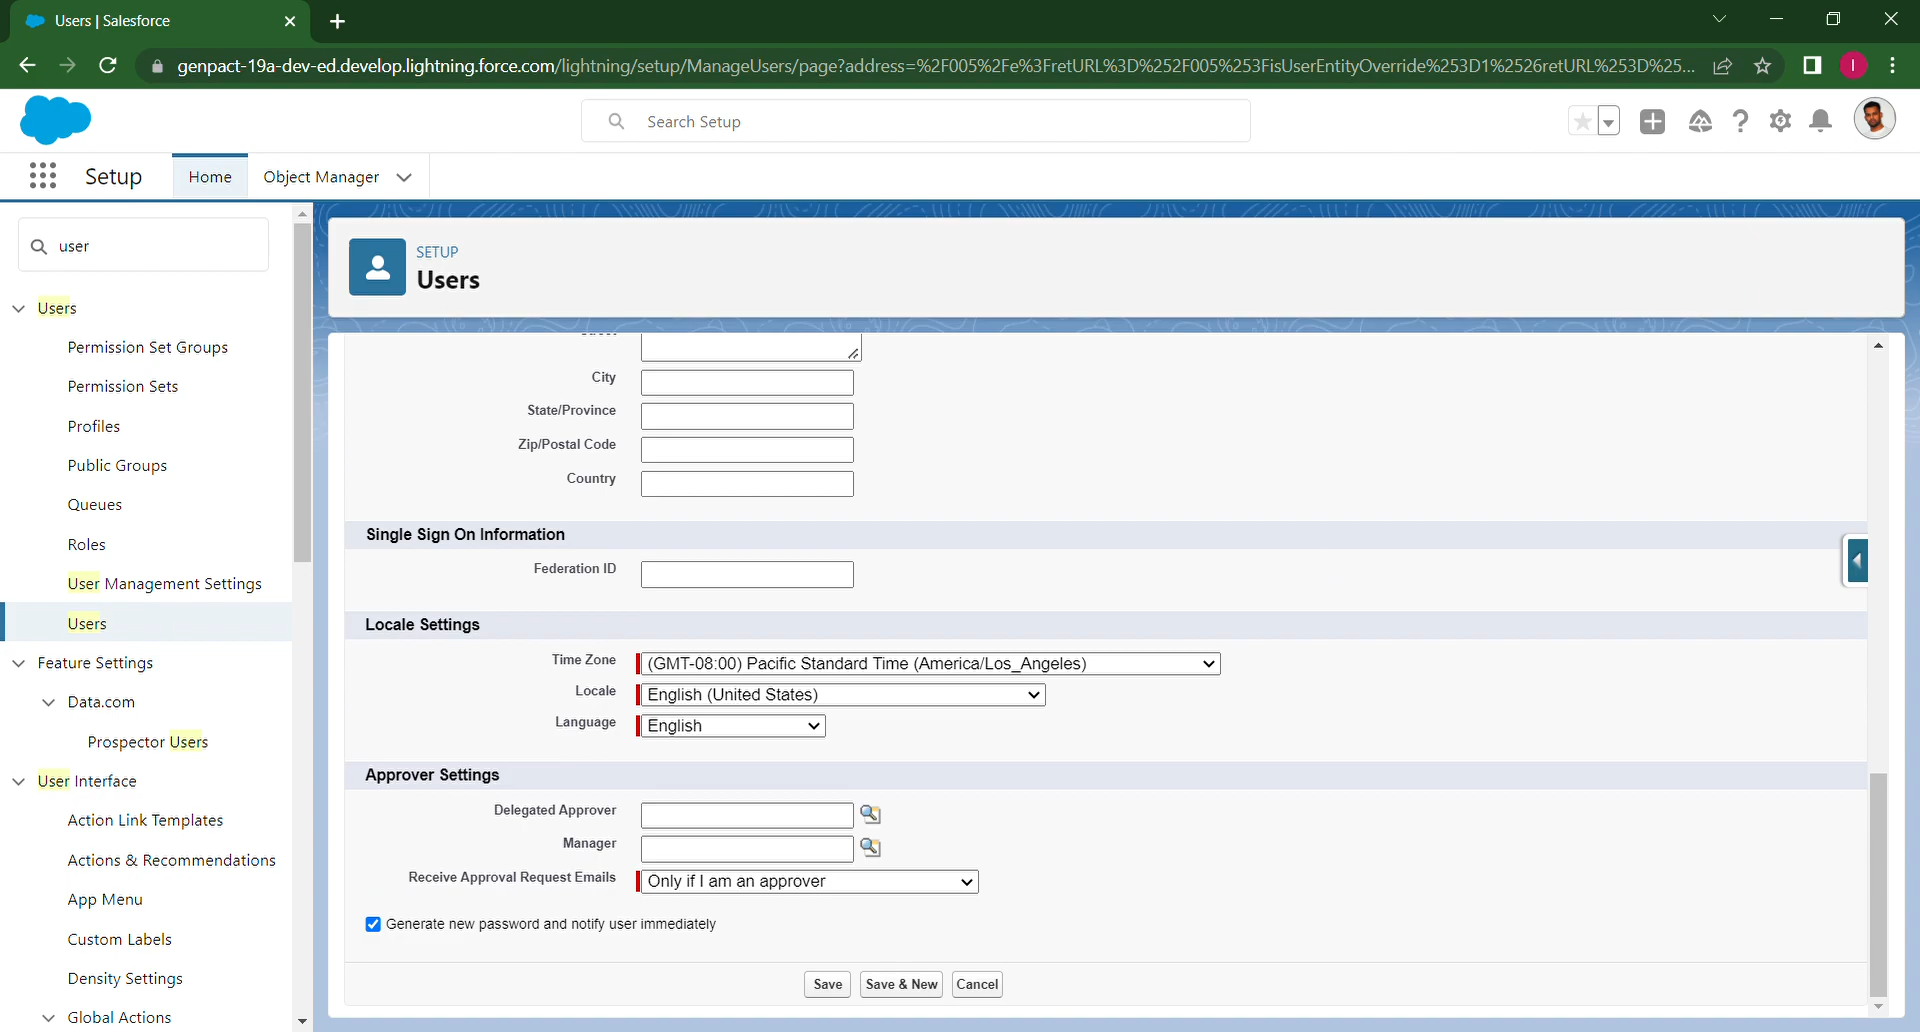 Users | Salesforce
genpact-19a-dev-ed.develop.lightning.force.com/lightning/setup/ManageUsers/page?address=%2F005%2Fe%3FretURL%3D%252F005%253FisUserEntityOverride%253D1%2526retURL%253D%25...
I
Search Setup
Setup
Home
Object Manager
user
SETUP
Users
Users
Permission Set Groups
Permission Sets
Profiles
Public Groups
Queues
Roles
User Management Settings
Users
Feature Settings
Data.com
Prospector Users
User Interface
Action Link Templates
Actions & Recommendations
App Menu
Custom Labels
Density Settings
Global Actions
City
State/Province
Zip/Postal Code
Country
Single Sign On Information
Federation ID
Locale Settings
Time Zone (GMT-08:00) Pacific Standard Time (America/Los_Angeles)
Locale English (United States)
Language English
Approver Settings
Delegated Approver
Manager
Receive Approval Request Emails Only if I am an approver
Generate new password and notify user immediately
Save Save & New Cancel